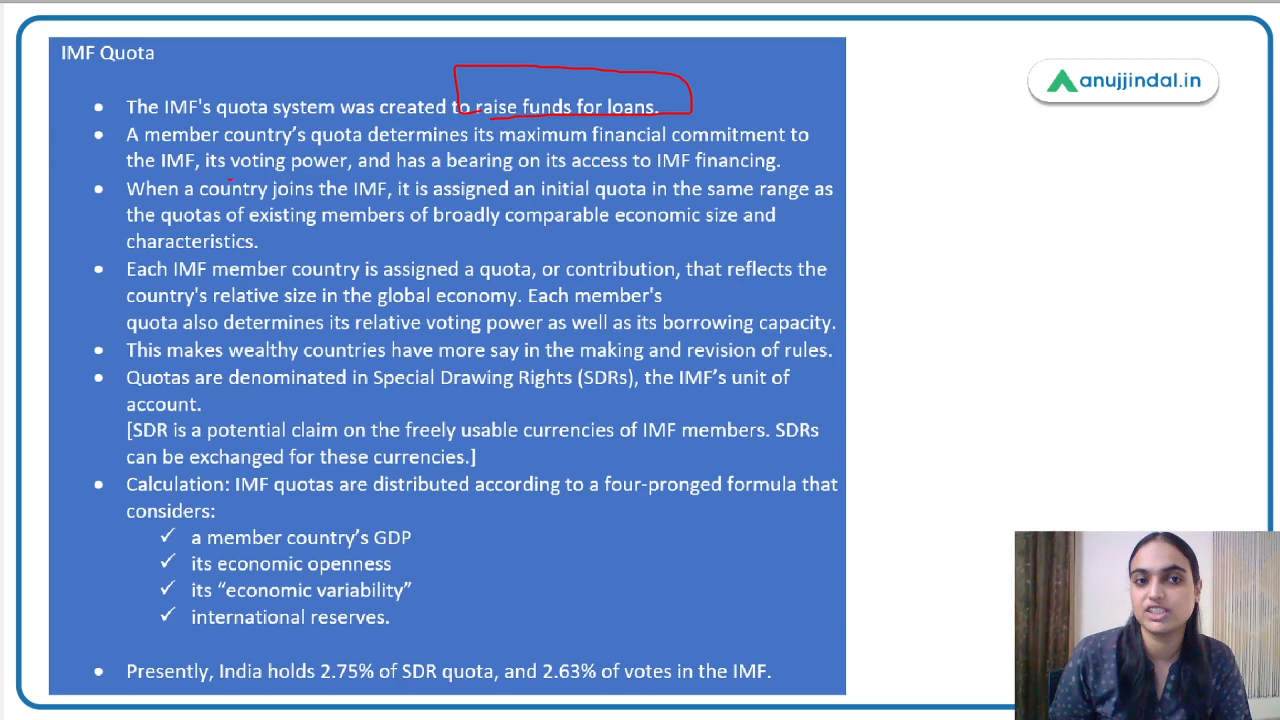 IMF Quota
anujjindal.in
• The IMF's quota system was created to raise funds for loans.
• A member country's quota determines its maximum financial commitment to
the IMF, its voting power, and has a bearing on its access to IMF financing.
• When a country joins the IMF, it is assigned an initial quota in the same range as
the quotas of existing members of broadly comparable economic size and
characteristics.
• Each IMF member country is assigned a quota, or contribution, that reflects the
country's relative size in the global economy. Each member's
quota also determines its relative voting power as well as its borrowing capacity.
• This makes wealthy countries have more say in the making and revision of rules.
• Quotas are denominated in Special Drawing Rights (SDRs), the IMF's unit of
account.
[SDR is a potential claim on the freely usable currencies of IMF members. SDRs
can be exchanged for these currencies.]
• Calculation: IMF quotas are distributed according to a four-pronged formula that
considers:
✓ a member country's GDP
✓ its economic openness
✓ its “economic variability”
✓ international reserves.
• Presently, India holds 2.75% of SDR quota, and 2.63% of votes in the IMF.